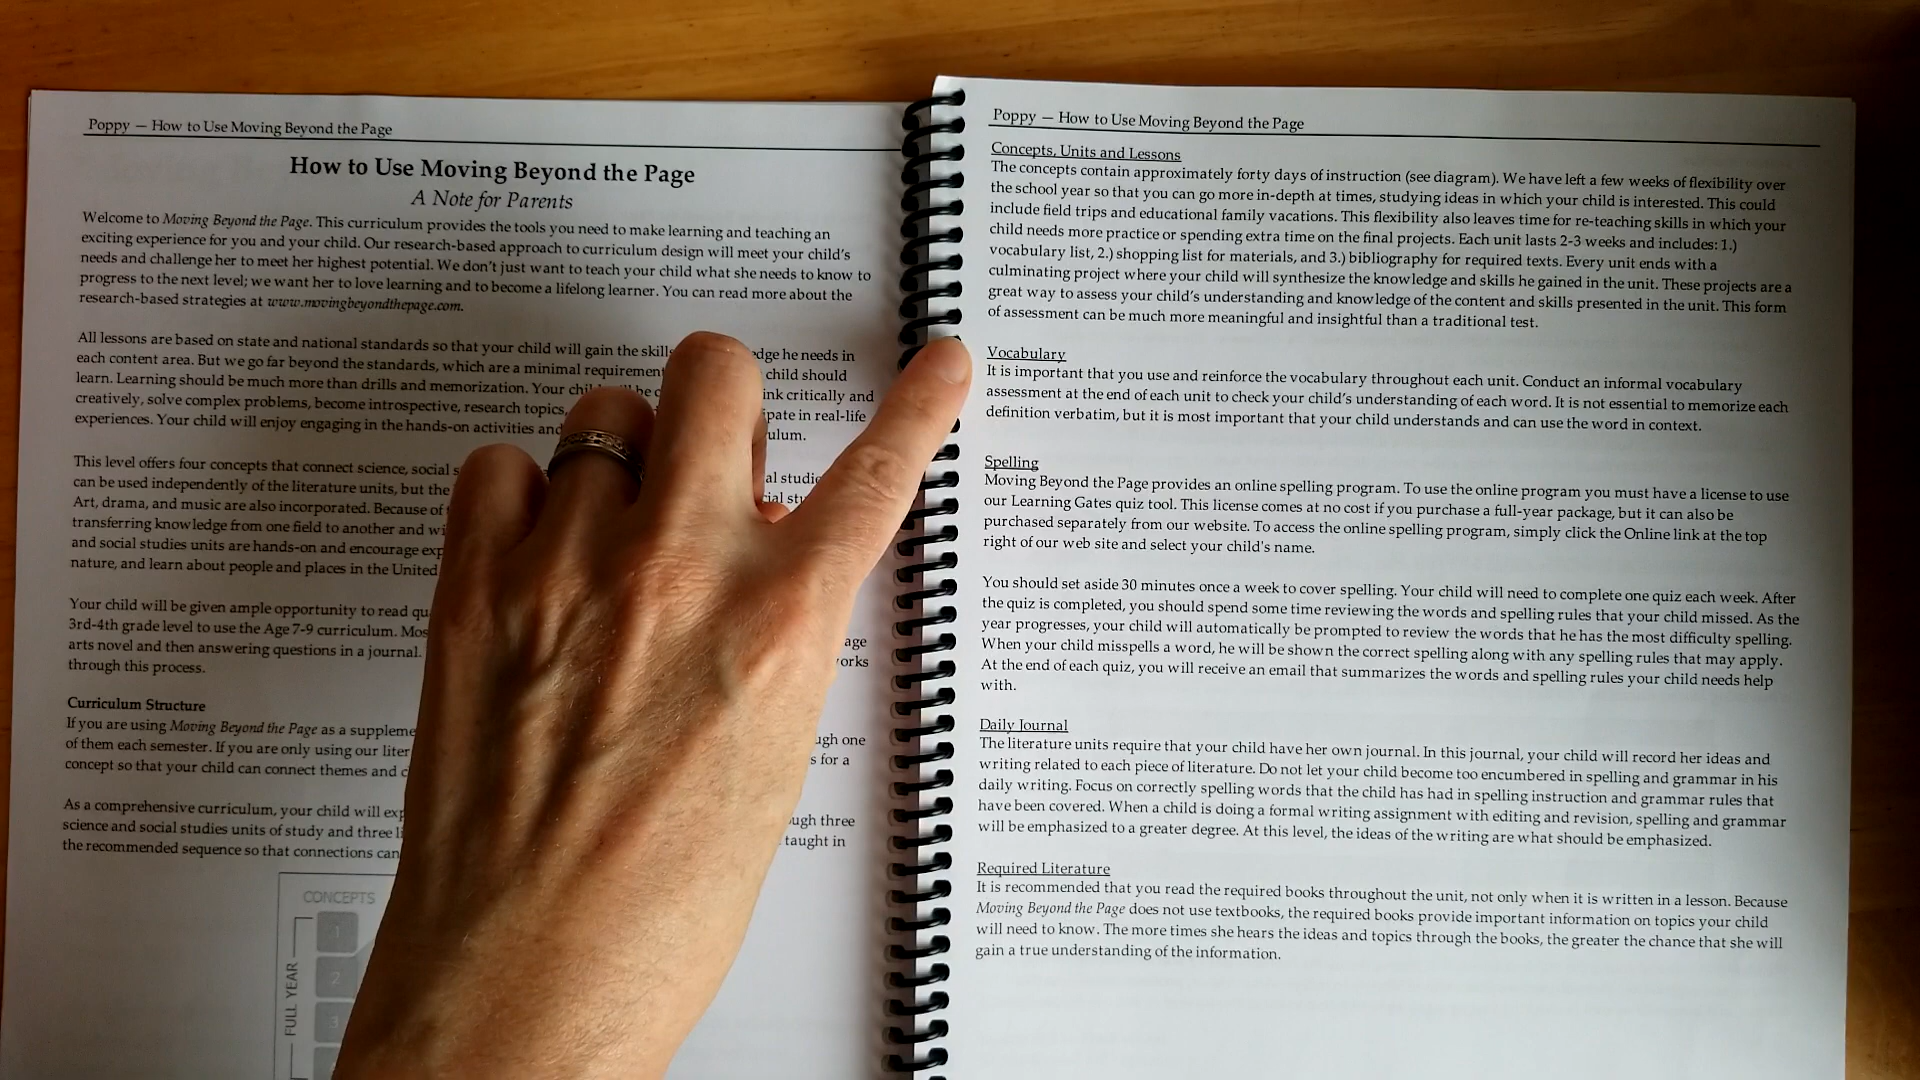 Poppy — How to Use Moving Beyond the Page
How to Use Moving Beyond the Page
A Note for Parents
Welcome to Moving Beyond the Page. This curriculum provides the tools you need to make learning and teaching an
exciting experience for you and your child. Our research-based approach to curriculum design will meet your child's
needs and challenge her to meet her highest potential. We don't just want to teach your child what she needs to know to
progress to the next level; we want her to love learning and to become a lifelong learner. You can read more about the
research-based strategies at www.movingbeyondthepage.com.
All lessons are based on state and national standards so that your child will gain the skills edge he needs in
each content area. But we go far beyond the standards, which are a minimal requirement child should
learn. Learning should be much more than drills and memorization. Your be ink critically and
creatively, solve complex problems, become introspective, research topics, ipate in real-life
experiences. Your child will enjoy engaging in the hands-on activities and ulum.
This level offers four concepts that connect science, social s al studie
can be used independently of the literature units, but the cial stu
Art, drama, and music are also incorporated. Because of
transferring knowledge from one field to another and wi
and social studies units are hands-on and encourage exp
nature, and learn about people and places in the United
Your child will be given ample opportunity to read qu
3rd-4th grade level to use the Age 7-9 curriculum. Mos age
arts novel and then answering questions in a journal. orks
through this process.
Curriculum Structure
If you are using Moving Beyond the Page as a suppleme ugh one
of them each semester. If you are only using our liter s for a
concept so that your child can connect themes and c
As a comprehensive curriculum, your child will exp ough three
science and social studies units of study and three li taught in
the recommended sequence so that connections can
CONCEPTS
1
2
3
FULL YEAR
Poppy — How to Use Moving Beyond the Page
Concepts, Units and Lessons
The concepts contain approximately forty days of instruction (see diagram). We have left a few weeks of flexibility over
the school year so that you can go more in-depth at times, studying ideas in which your child is interested. This could
include field trips and educational family vacations. This flexibility also leaves time for re-teaching skills in which your
child needs more practice or spending extra time on the final projects. Each unit lasts 2-3 weeks and includes: 1.)
vocabulary list, 2.) shopping list for materials, and 3.) bibliography for required texts. Every unit ends with a
culminating project where your child will synthesize the knowledge and skills he gained in the unit. These projects are a
great way to assess your child's understanding and knowledge of the content and skills presented in the unit. This form
of assessment can be much more meaningful and insightful than a traditional test.
Vocabulary
It is important that you use and reinforce the vocabulary throughout each unit. Conduct an informal vocabulary
assessment at the end of each unit to check your child's understanding of each word. It is not essential to memorize each
definition verbatim, but it is most important that your child understands and can use the word in context.
Spelling
Moving Beyond the Page provides an online spelling program. To use the online program you must have a license to use
our Learning Gates quiz tool. This license comes at no cost if you purchase a full-year package, but it can also be
purchased separately from our website. To access the online spelling program, simply click the Online link at the top
right of our web site and select your child's name.
You should set aside 30 minutes once a week to cover spelling. Your child will need to complete one quiz each week. After
the quiz is completed, you should spend some time reviewing the words and spelling rules that your child missed. As the
year progresses, your child will automatically be prompted to review the words that he has the most difficulty spelling.
When your child misspells a word, he will be shown the correct spelling along with any spelling rules that may apply.
At the end of each quiz, you will receive an email that summarizes the words and spelling rules your child needs help
with.
Daily Journal
The literature units require that your child have her own journal. In this journal, your child will record her ideas and
writing related to each piece of literature. Do not let your child become too encumbered in spelling and grammar in his
daily writing. Focus on correctly spelling words that the child has had in spelling instruction and grammar rules that
have been covered. When a child is doing a formal writing assignment with editing and revision, spelling and grammar
will be emphasized to a greater degree. At this level, the ideas of the writing are what should be emphasized.
Required Literature
It is recommended that you read the required books throughout the unit, not only when it is written in a lesson. Because
Moving Beyond the Page does not use textbooks, the required books provide important information on topics your child
will need to know. The more times she hears the ideas and topics through the books, the greater the chance that she will
gain a true understanding of the information.